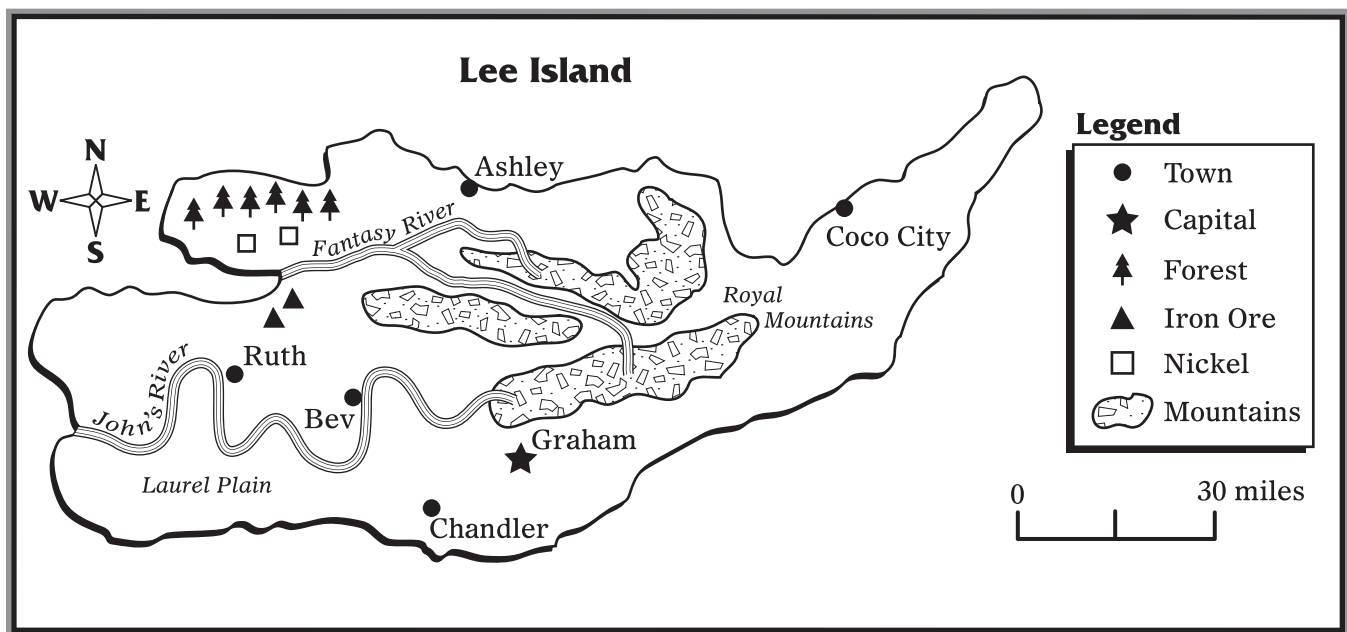 Lee Island
N
W E
S
Ashley
Fantasy River
Coco City
Royal
Mountains
Ruth
John's River
Bev
Graham
Laurel Plain
Chandler
Legend
Town
Capital
Forest
Iron Ore
Nickel
Mountains
0 30 miles